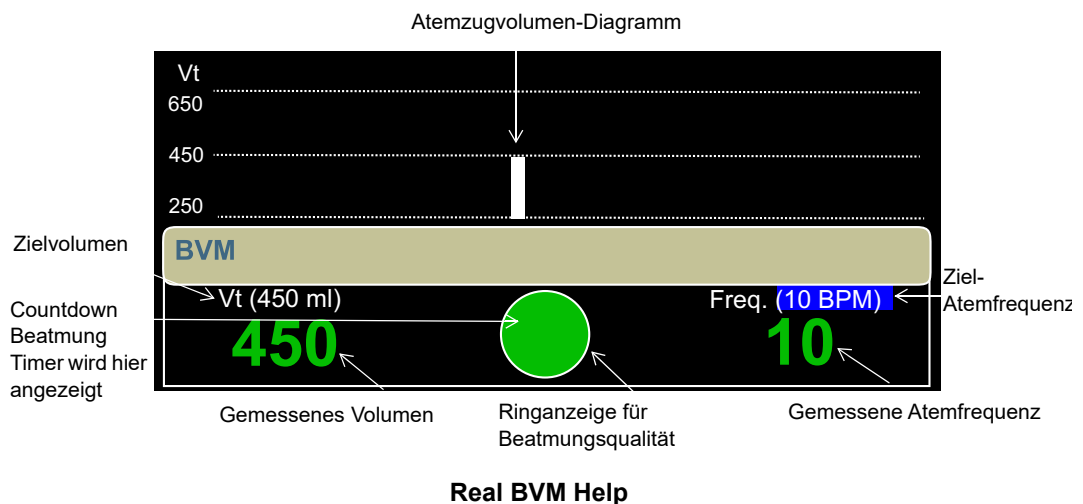 Atemzugvolumen-Diagramm
Vt
650
450
250
Zielvolumen
BVM
Ziel-
Atemfrequenz
Vt (450 ml)
Freq. (10 BPM)
Countdown
Beatmung
Timer wird hier
angezeigt
450
10
Gemessenes Volumen
Ringanzeige für
Beatmungsqualität
Gemessene Atemfrequenz
Real BVM Help